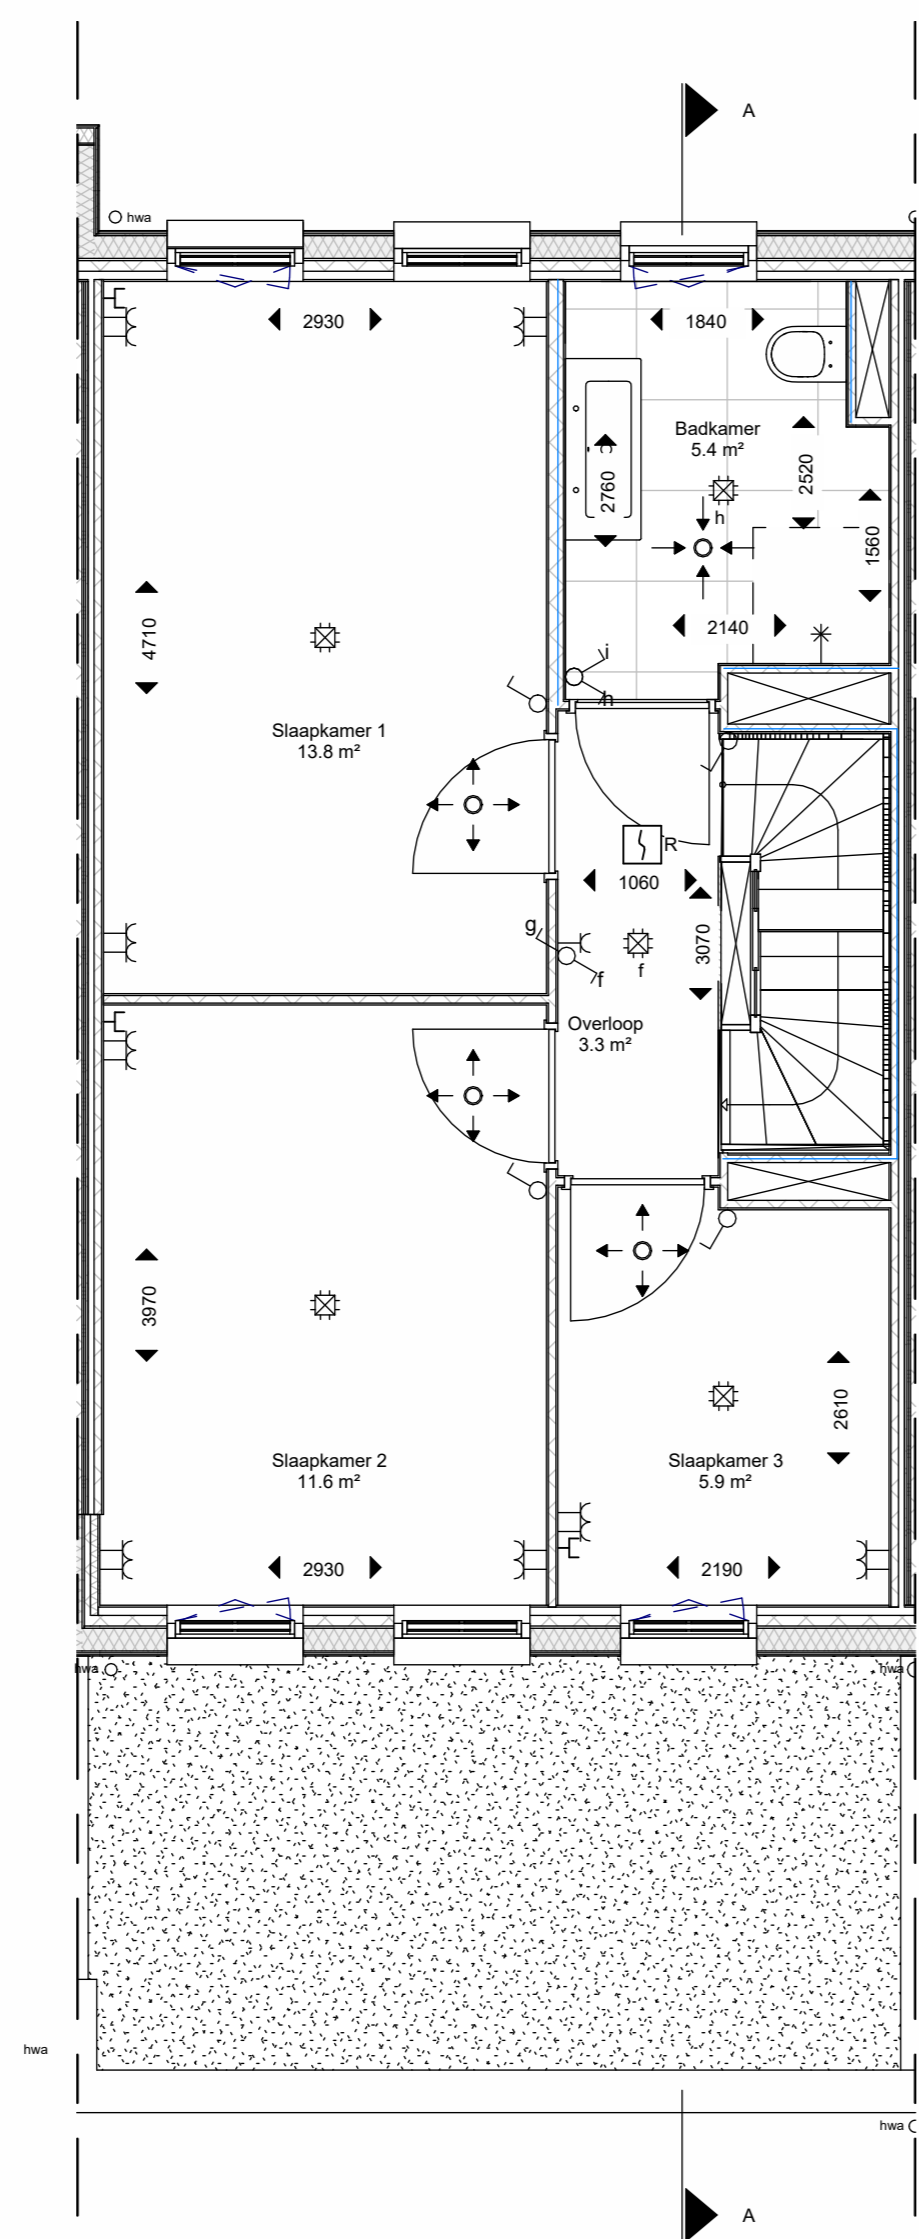 A
hwa
2930
1840
Badkamer
5.4 m²
2760
2520
h
1560
2140
i
h
4710
Slaapkamer 1
13.8 m²
R
1060
g
f
f
3070
Overloop
3.3 m²
3970
2610
Slaapkamer 2
11.6 m²
Slaapkamer 3
5.9 m²
2930
2190
hwa
hwa
hwa
hwa
A